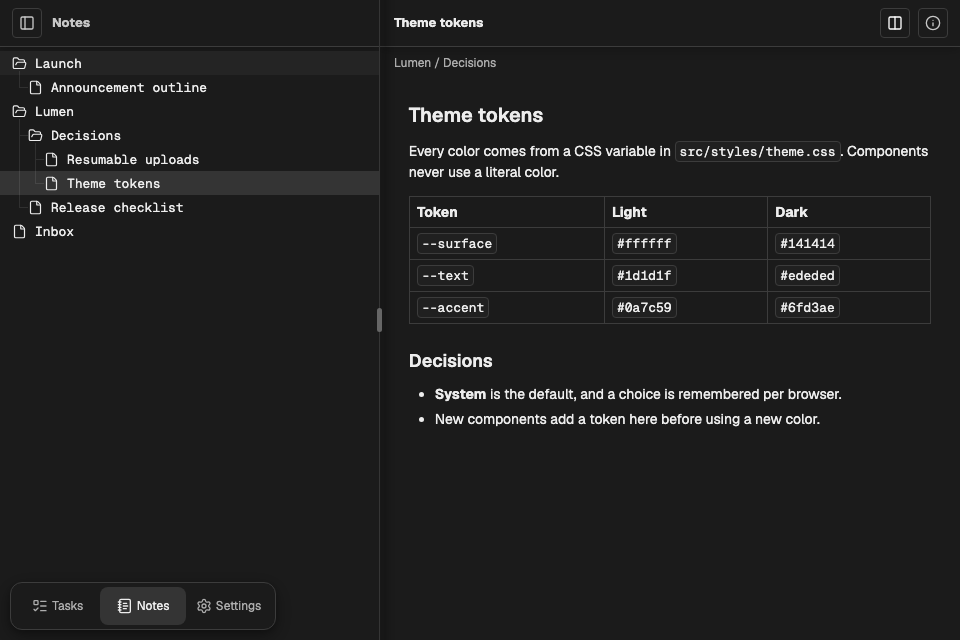 Notes
Launch
Announcement outline
Lumen
Decisions
Resumable uploads
Theme tokens
Release checklist
Inbox
Tasks
Notes
Settings
Theme tokens
Lumen / Decisions
Theme tokens
Every color comes from a CSS variable in src/styles/theme.css. Components
never use a literal color.
Token Light Dark
--surface #ffffff #141414
--text #1d1d1f #ededed
--accent #0a7c59 #6fd3ae
Decisions
• System is the default, and a choice is remembered per browser.
• New components add a token here before using a new color.